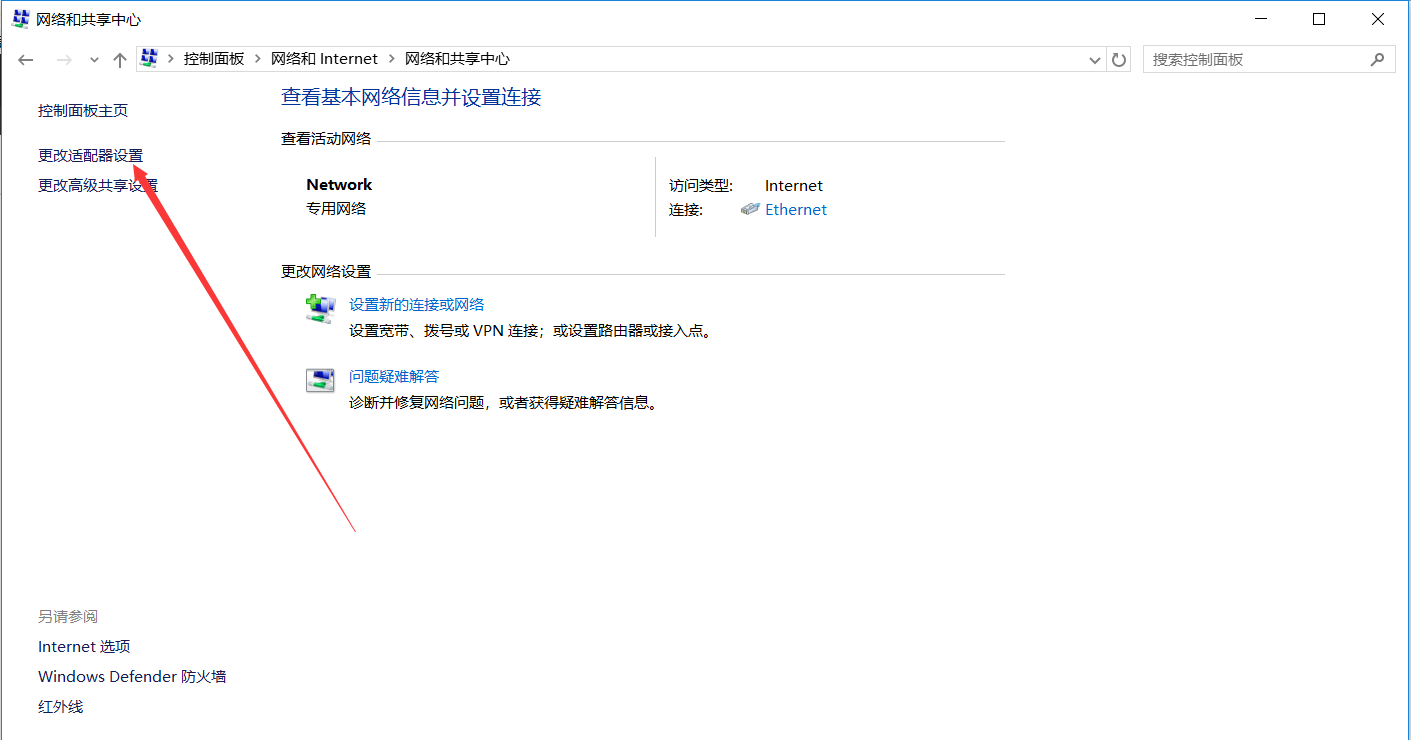 网络和共享中心
控制面板 网络和 Internet 网络和共享中心
搜索控制面板
控制面板主页
更改适配器设置
更改高级共享设置
查看基本网络信息并设置连接
查看活动网络
Network
专用网络
访问类型: Internet
连接: Ethernet
更改网络设置
设置新的连接或网络
设置宽带、拨号或 VPN 连接；或设置路由器或接入点。
问题疑难解答
诊断并修复网络问题，或者获得疑难解答信息。
另请参阅
Internet 选项
Windows Defender 防火墙
红外线